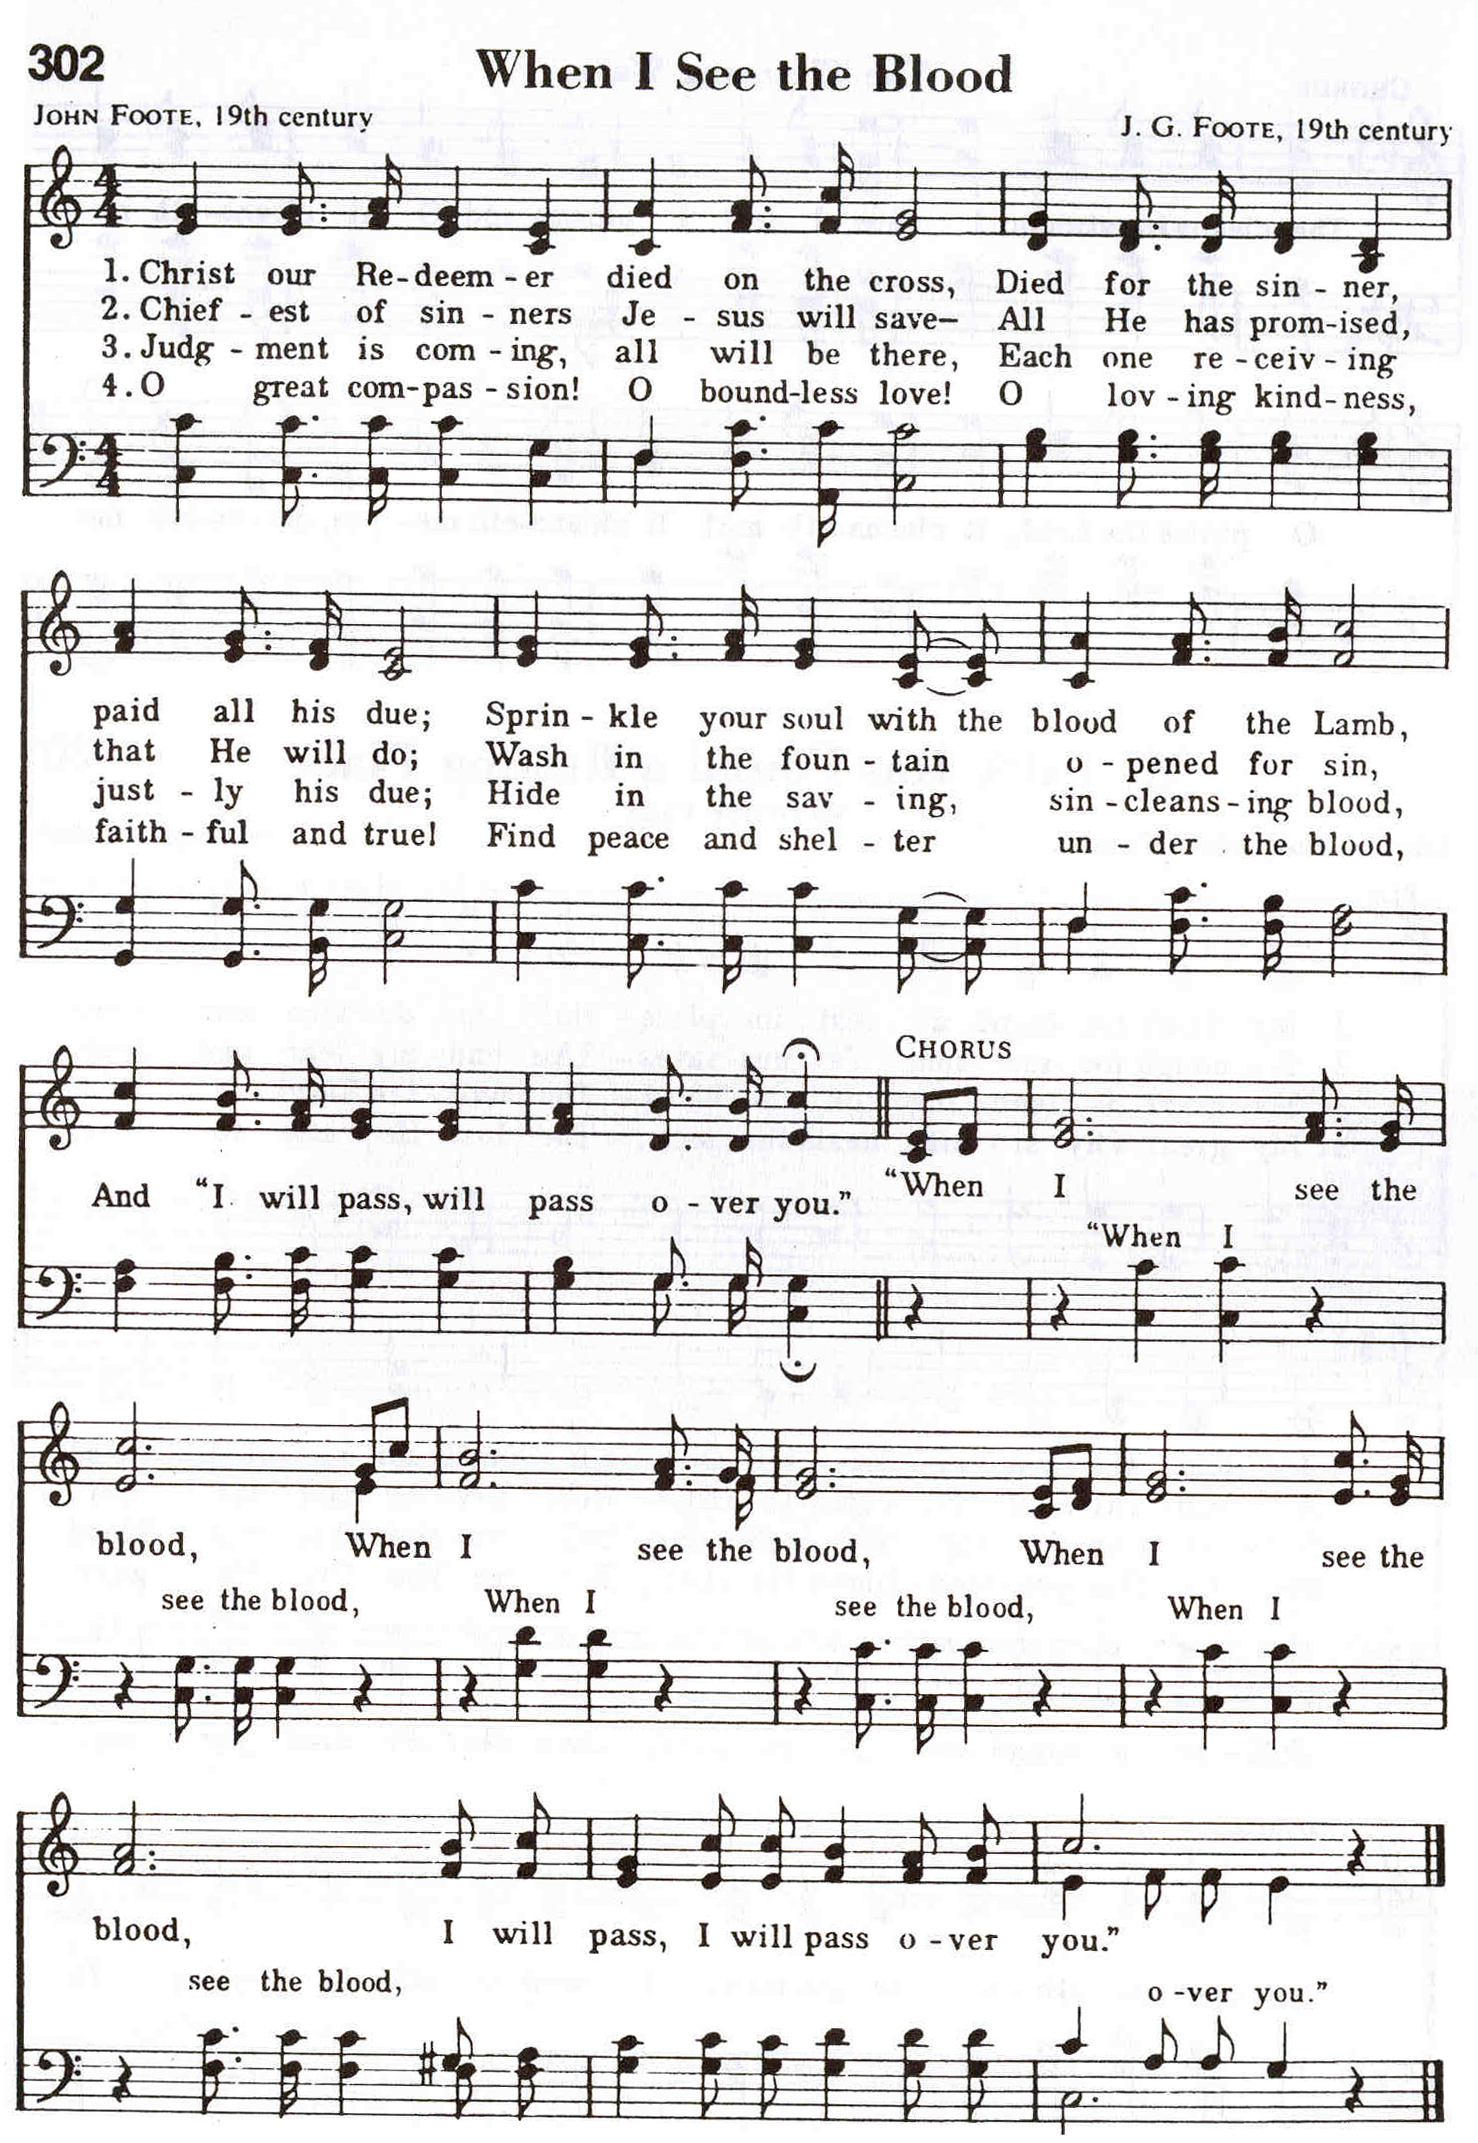 302
When I See the Blood
JOHN FOOTE, 19th century
J. G. FOOTE, 19th century
1. Christ our Re-deem-er died on the cross, Died for the sin-ner,
2. Chief-est of sin-ners Je-sus will save— All He has prom-ised,
3. Judg-ment is com-ing, all will be there, Each one re-ceiv-ing
4. O great com-pas-sion! O bound-less love! O lov-ing kind-ness,
paid all his due; Sprin-kle your soul with the blood of the Lamb,
that He will do; Wash in the foun-tain o-pened for sin,
just-ly his due; Hide in the sav-ing, sin-cleans-ing blood,
faith-ful and true! Find peace and shel-ter un-der the blood,
CHORUS
And “I will pass, will pass o-ver you.” “When I see the
“When I
blood, When I see the blood, When I see the
see the blood, When I see the blood, When I
blood, I will pass, I will pass o-ver you.”
see the blood, o-ver you.”